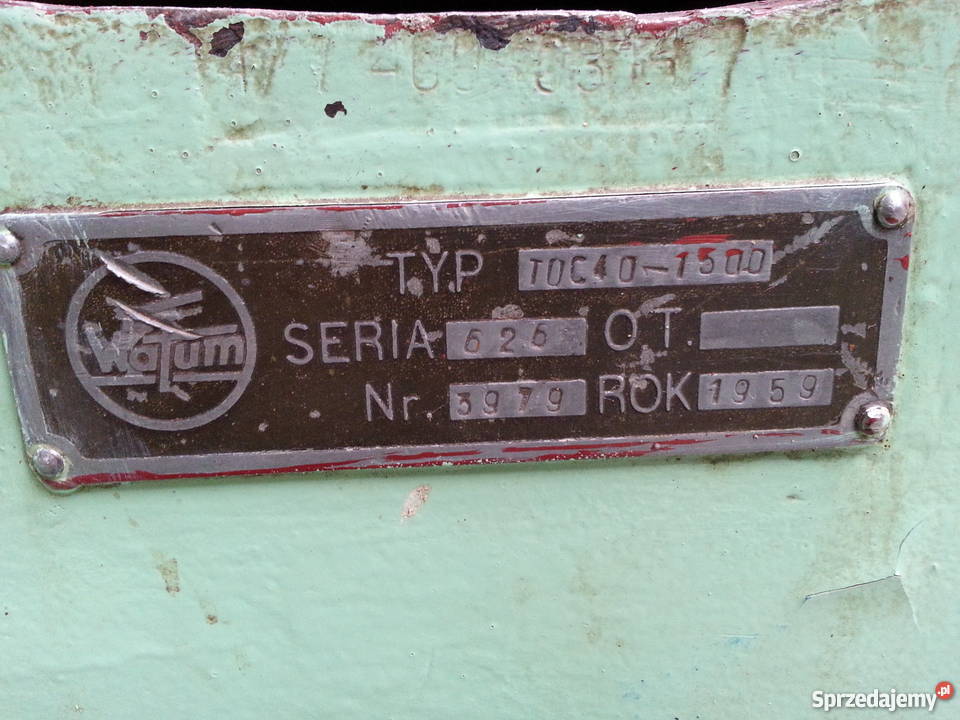 TYP TOC40-1500
WaFum
SERIA 626 O T.
Nr. 3979 ROK 1959
Sprzedajemy.pl